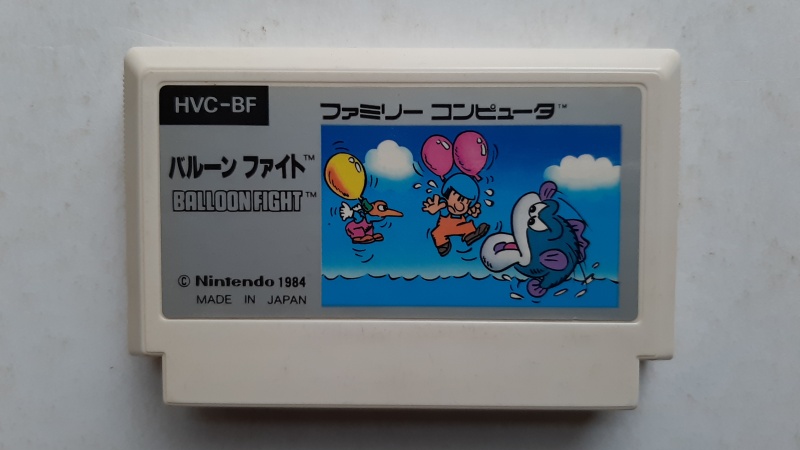 HVC-BF
ファミリー コンピュータ™
バルーン ファイト™
BALLOON FIGHT™
© Nintendo 1984
MADE IN JAPAN